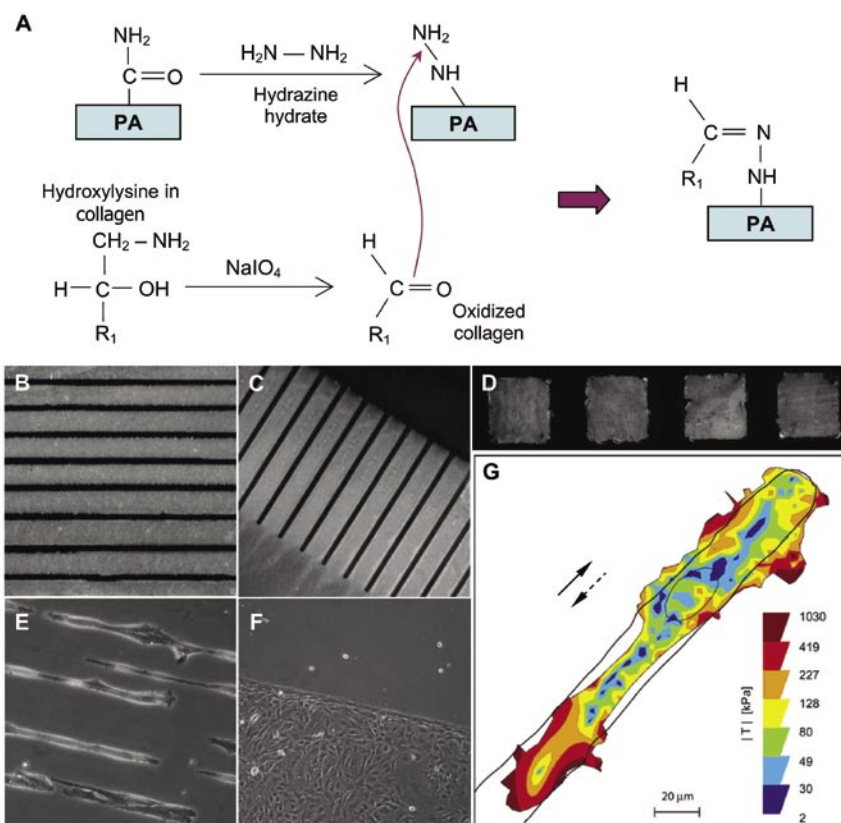 A
NH₂
C=O
PA
H₂N — NH₂
Hydrazine
hydrate
NH₂
NH
PA
Hydroxylysine in
collagen
CH₂–NH₂
H–C–OH
R₁
NaIO₄
H
C=O
R₁
Oxidized
collagen
H
C=N
R₁
NH
PA
B
C
D
E
F
G
|T| [kPa]
1030
419
227
128
80
49
30
2
20 µm